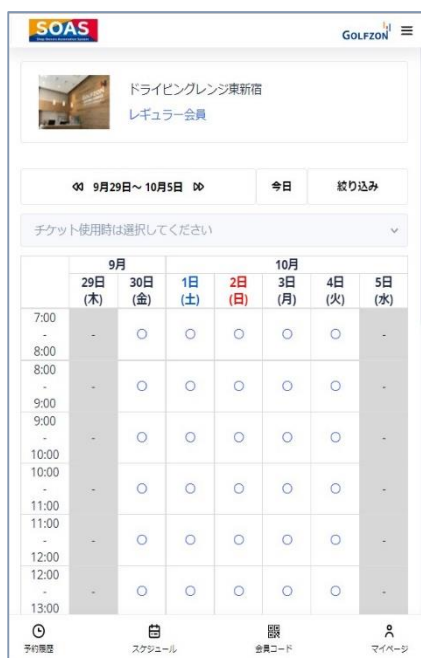 SOAS
GOLFZON
ドライビングレンジ東新宿
レギュラー会員
9月29日～10月5日 今日 絞り込み
チケット使用時は選択してください
9月 10月
29日 30日 1日 2日 3日 4日 5日
(木) (金) (土) (日) (月) (火) (水)
7:00
- - ○ ○ ○ ○ ○ -
8:00
8:00
- - ○ ○ ○ ○ ○ -
9:00
9:00
- - ○ ○ ○ ○ ○ -
10:00
10:00
- - ○ ○ ○ ○ ○ -
11:00
11:00
- - ○ ○ ○ ○ ○ -
12:00
12:00
- - ○ ○ ○ ○ ○ -
13:00
予約履歴 スケジュール 会員コード マイページ